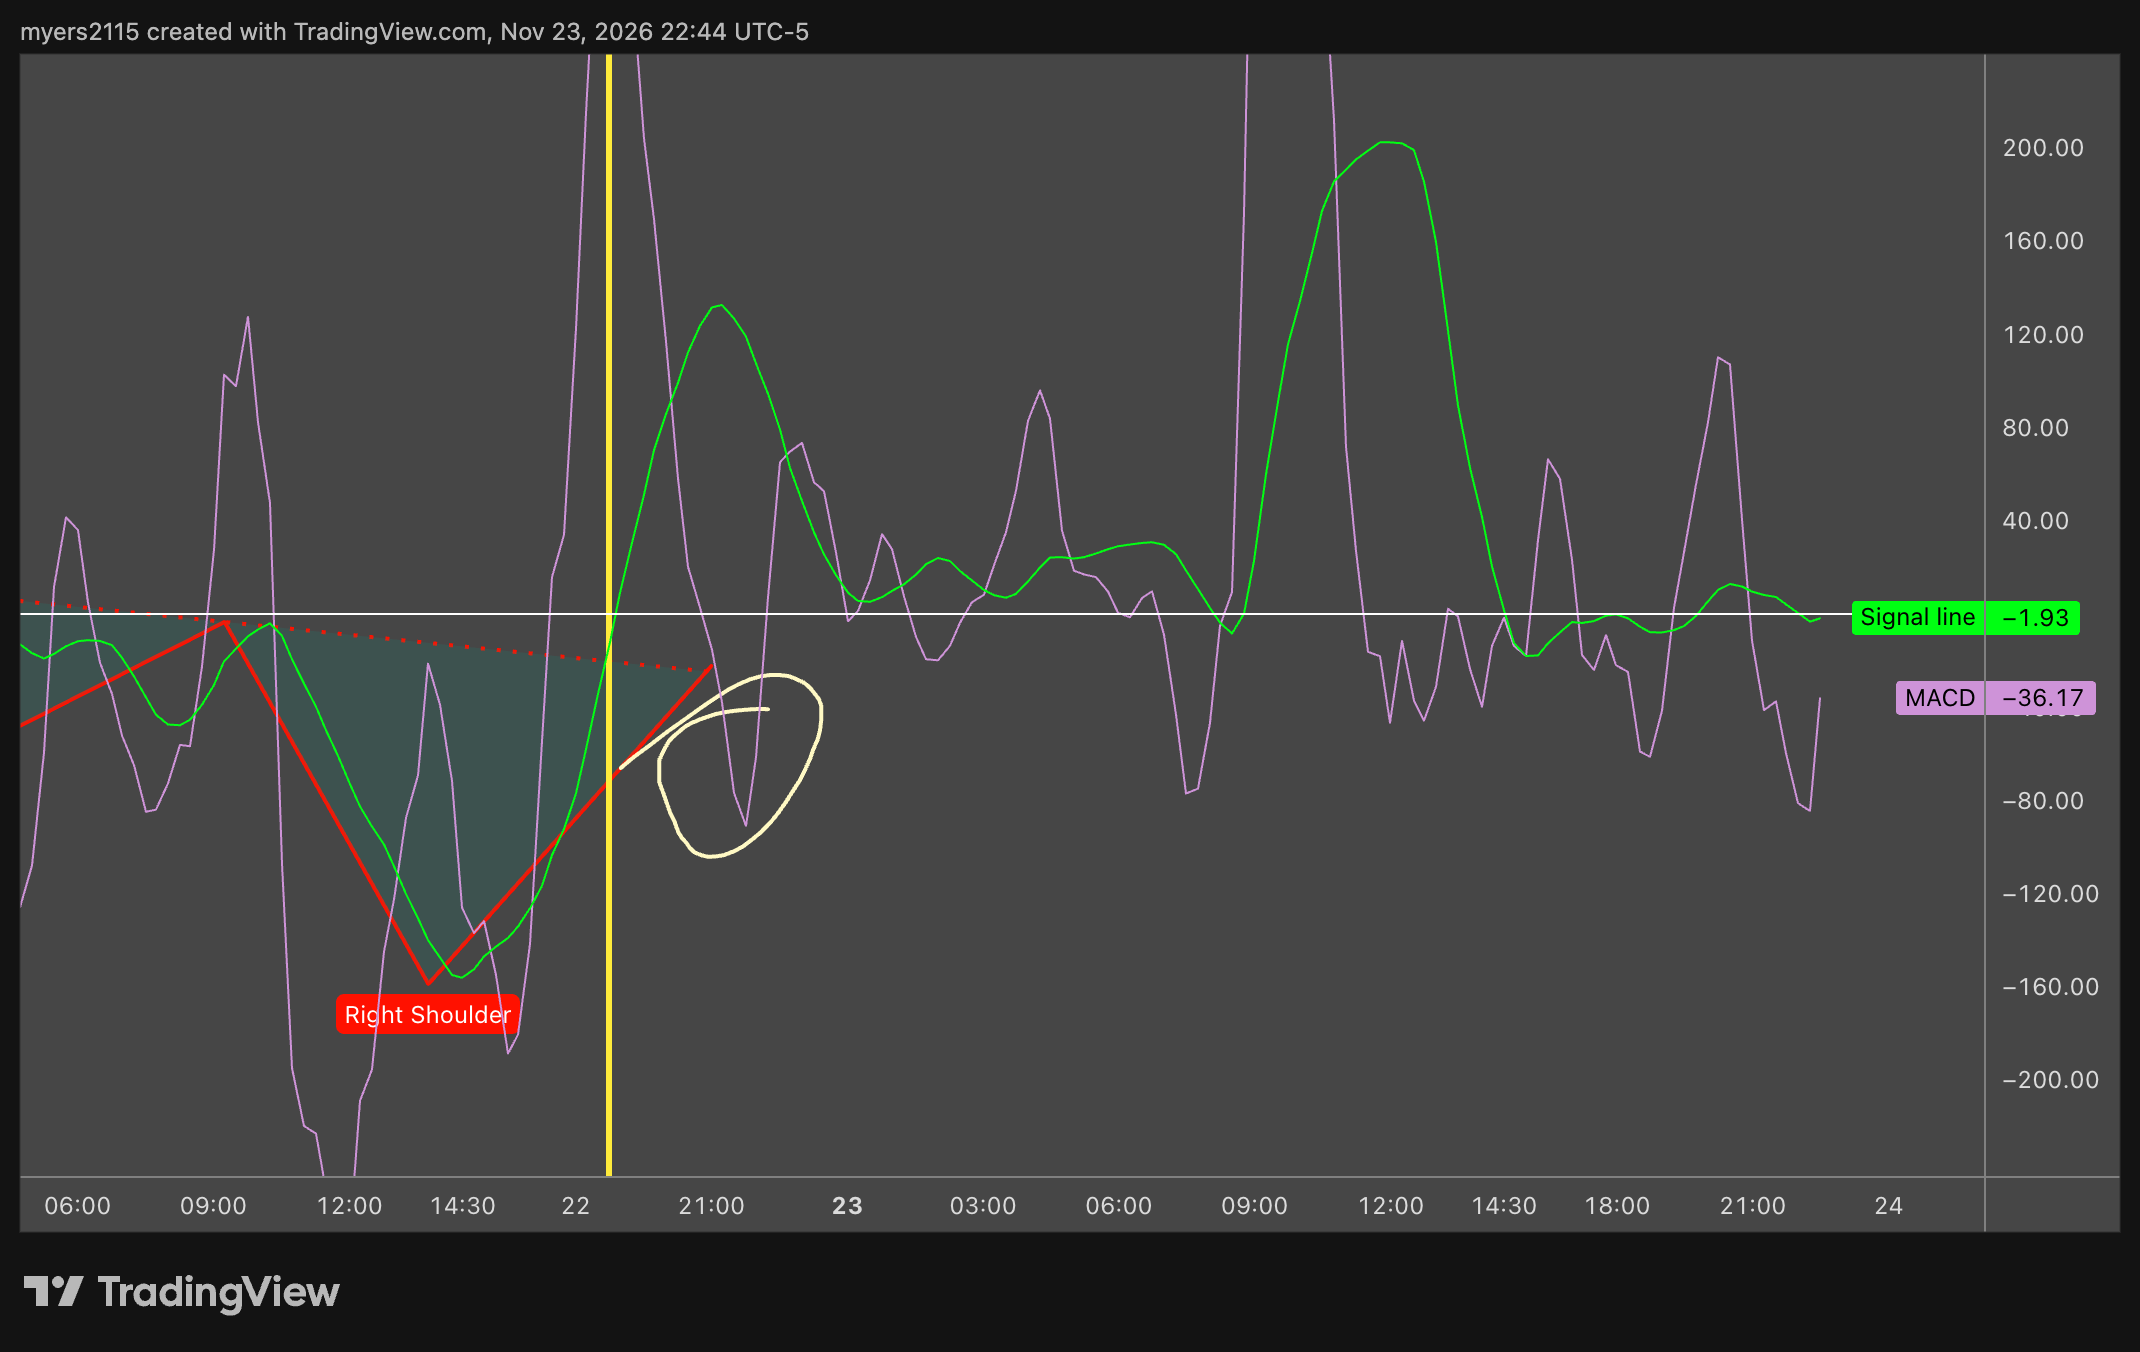 myers2115 created with TradingView.com, Nov 23, 2026 22:44 UTC-5
200.00
160.00
120.00
80.00
40.00
Signal line −1.93
MACD −36.17
−80.00
−120.00
−160.00
Right Shoulder
−200.00
06:00 09:00 12:00 14:30 22 21:00 23 03:00 06:00 09:00 12:00 14:30 18:00 21:00 24
TradingView